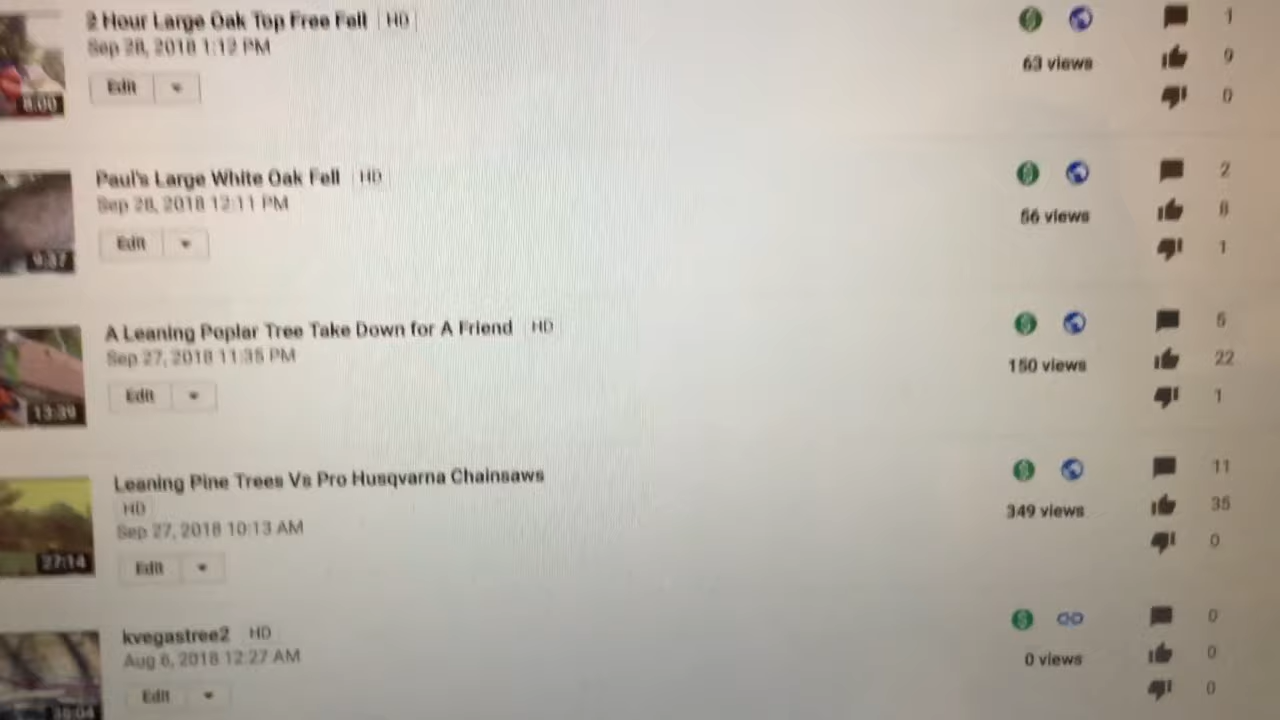 2 Hour Large Oak Top Free Fell HD
Sep 28, 2018 1:12 PM
Edit
8:00
63 views
1
9
0
Paul's Large White Oak Fell HD
Sep 28, 2018 12:11 PM
Edit
9:37
56 views
2
8
1
A Leaning Poplar Tree Take Down for A Friend HD
Sep 27, 2018 11:35 PM
Edit
13:39
150 views
5
22
1
Leaning Pine Trees Vs Pro Husqvarna Chainsaws
HD
Sep 27, 2018 10:13 AM
Edit
27:14
349 views
11
35
0
kvegastree2 HD
Aug 6, 2018 12:27 AM
Edit
0 views
0
0
0